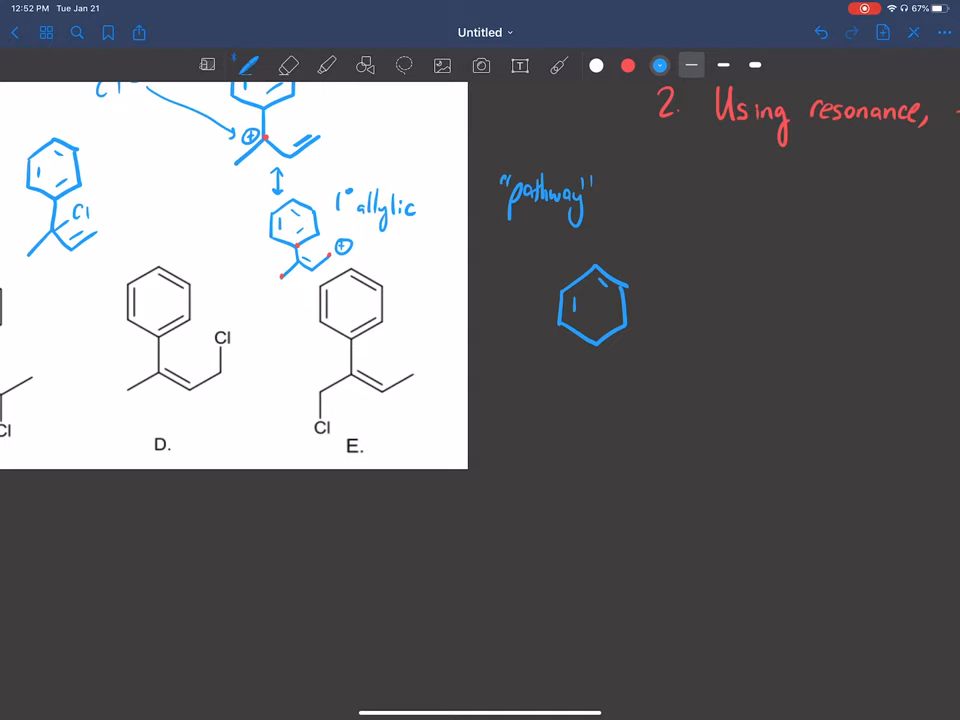 12:52 PM Tue Jan 21
67%
Untitled
T
2. Using resonance,
"pathway"
1° allylic
Cl
Cl
Cl
Cl
D.
E.